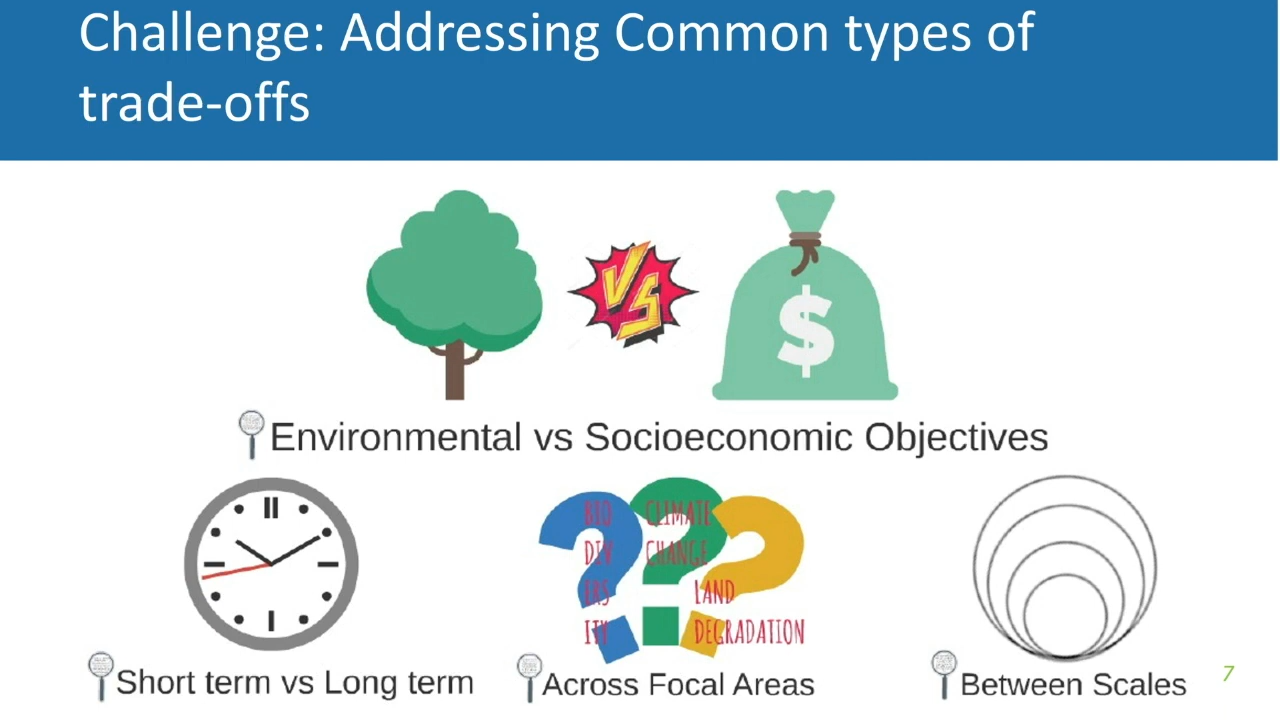 Challenge: Addressing Common types of
trade-offs
VS
$
Environmental vs Socioeconomic Objectives
BIO
DIV
ERS
ITY
CLIMATE
CHANGE
LAND
DEGRADATION
Short term vs Long term
Across Focal Areas
Between Scales
7